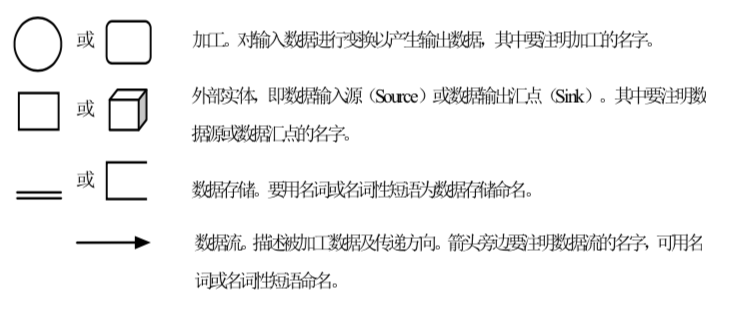 或 加工。对输入数据进行变换以产生输出数据，其中要注明加工的名字。
或 外部实体，即数据输入源（Source）或数据输出汇点（Sink）。其中要注明数
据源或数据汇点的名字。
或 数据存储。要用名词或名词性短语为数据存储命名。
数据流。描述被加工数据及传递方向。箭头旁边要注明数据流的名字，可用名
词或名词性短语命名。